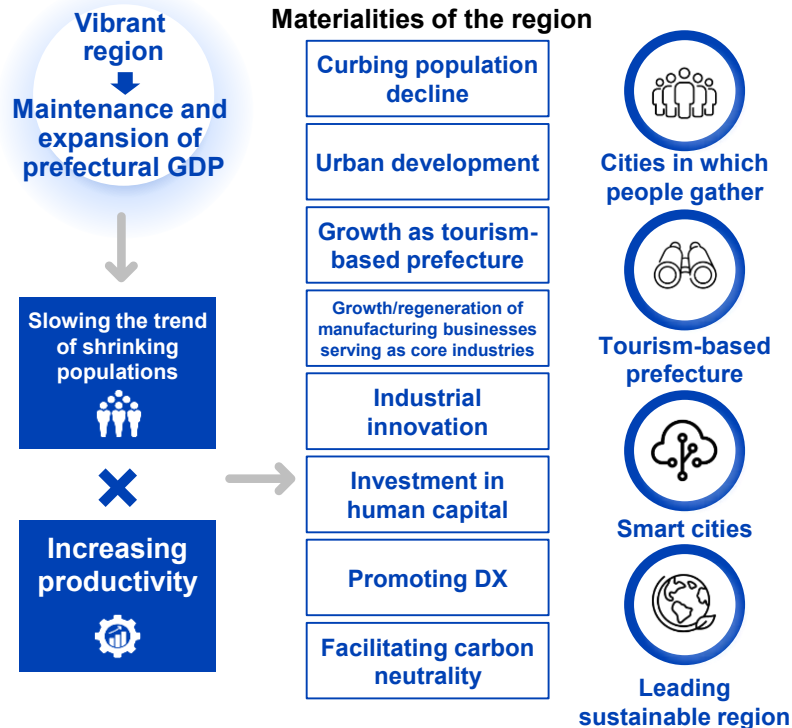 Vibrant
region
Maintenance and
expansion of
prefectural GDP
Slowing the trend
of shrinking
populations
Increasing
productivity
Materialities of the region
Curbing population
decline
Urban development
Growth as tourism-
based prefecture
Growth/regeneration of
manufacturing businesses
serving as core industries
Industrial
innovation
Investment in
human capital
Promoting DX
Facilitating carbon
neutrality
Cities in which
people gather
Tourism-based
prefecture
Smart cities
Leading
sustainable region